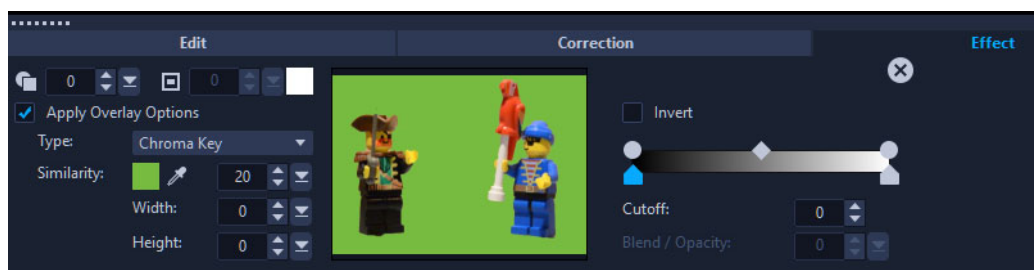 Edit Correction Effect
0 0
Apply Overlay Options
Type: Chroma Key
Similarity: 20
Width: 0
Height: 0
Invert
Cutoff: 0
Blend / Opacity: 0